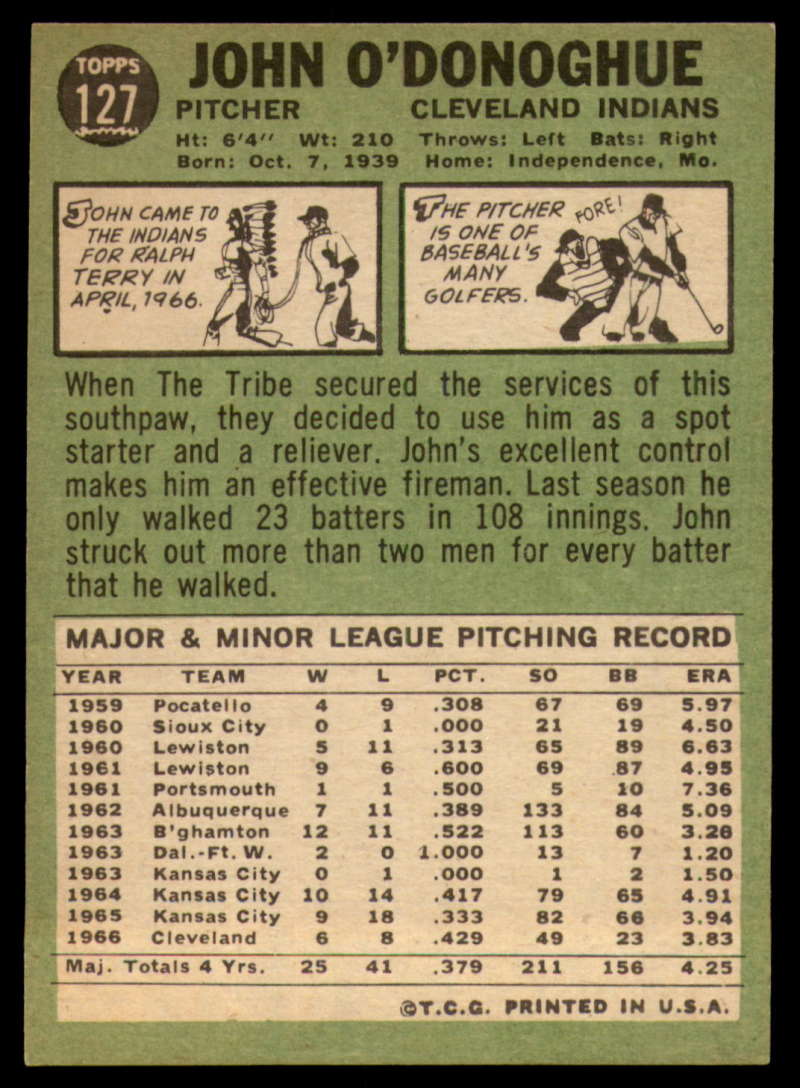 TOPPS
127
JOHN O'DONOGHUE
PITCHER CLEVELAND INDIANS
Ht: 6'4" Wt: 210 Throws: Left Bats: Right
Born: Oct. 7, 1939 Home: Independence, Mo.
JOHN CAME TO
THE INDIANS
FOR RALPH
TERRY IN
APRIL, 1966.
THE PITCHER
IS ONE OF
BASEBALL'S
MANY
GOLFERS.
FORE!
When The Tribe secured the services of this
southpaw, they decided to use him as a spot
starter and a reliever. John's excellent control
makes him an effective fireman. Last season he
only walked 23 batters in 108 innings. John
struck out more than two men for every batter
that he walked.
MAJOR & MINOR LEAGUE PITCHING RECORD
YEAR TEAM W L PCT. SO BB ERA
1959 Pocatello 4 9 .308 67 69 5.97
1960 Sioux City 0 1 .000 21 19 4.50
1960 Lewiston 5 11 .313 65 89 6.63
1961 Lewiston 9 6 .600 69 87 4.95
1961 Portsmouth 1 1 .500 5 10 7.36
1962 Albuquerque 7 11 .389 133 84 5.09
1963 B'ghamton 12 11 .522 113 60 3.28
1963 Dal.-Ft. W. 2 0 1.000 13 7 1.20
1963 Kansas City 0 1 .000 1 2 1.50
1964 Kansas City 10 14 .417 79 65 4.91
1965 Kansas City 9 18 .333 82 66 3.94
1966 Cleveland 6 8 .429 49 23 3.83
Maj. Totals 4 Yrs. 25 41 .379 211 156 4.25
©T.C.G. PRINTED IN U.S.A.